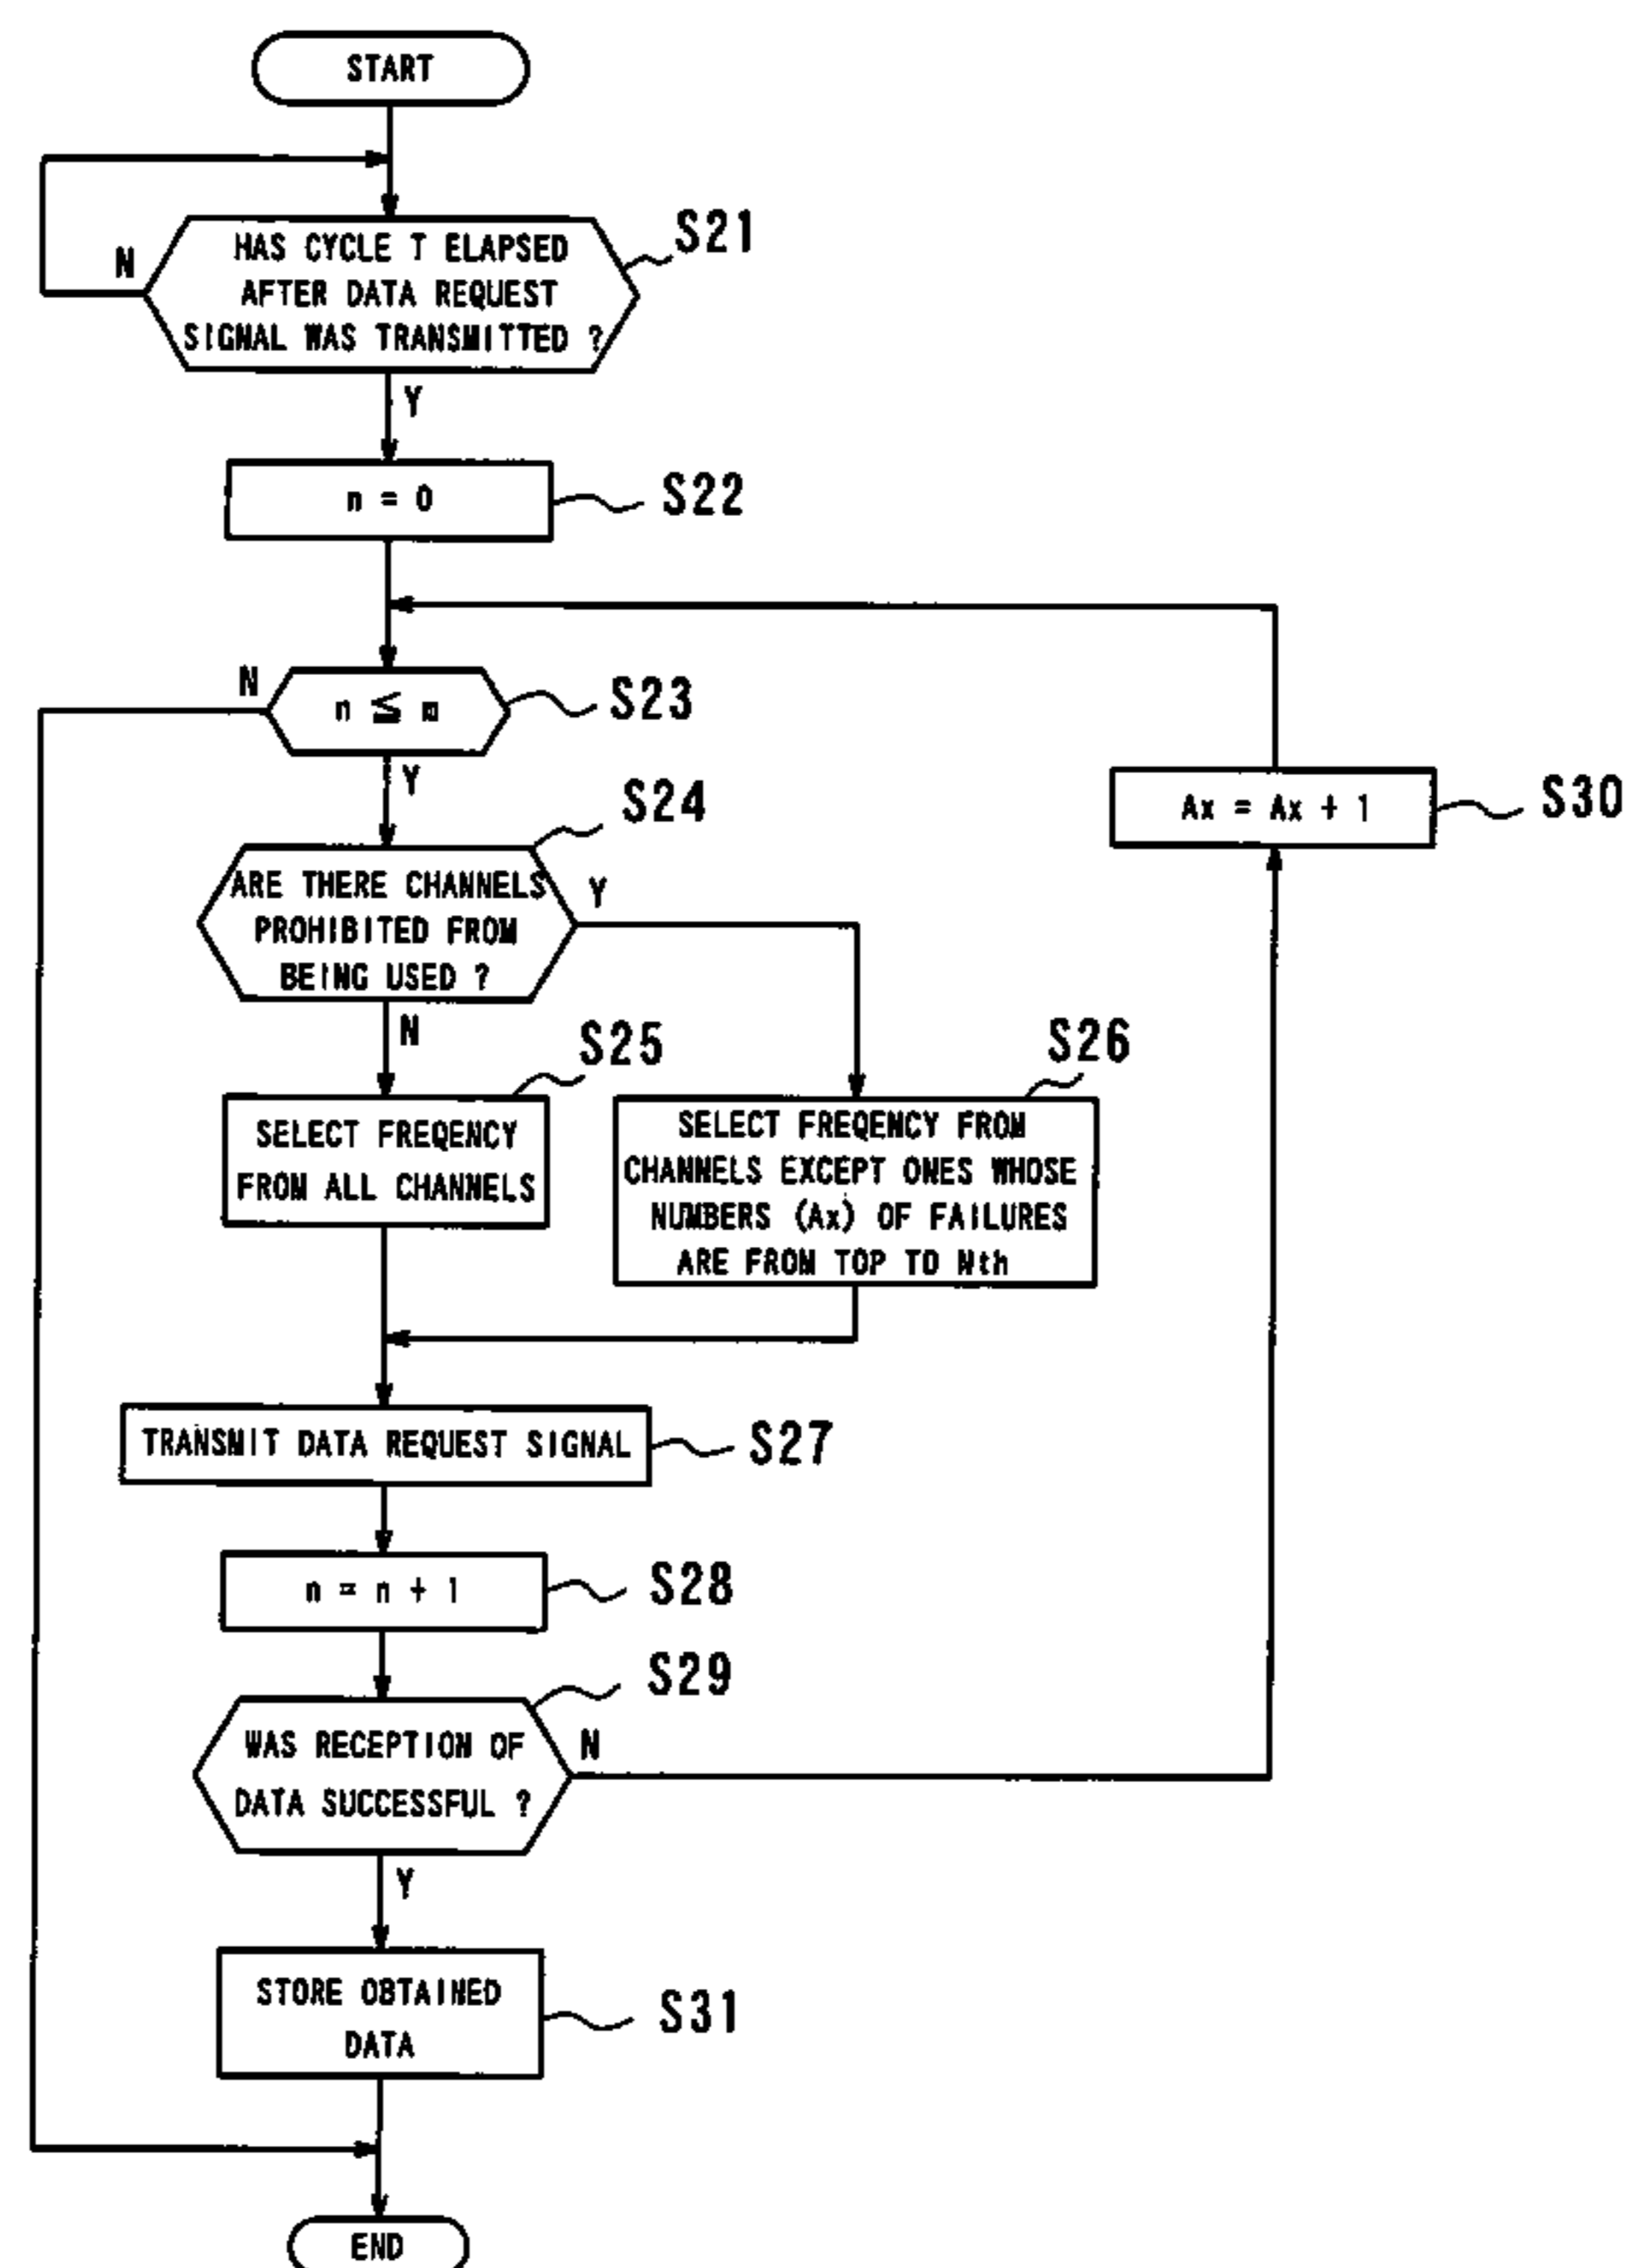 START
HAS CYCLE T ELAPSED
AFTER DATA REQUEST
SIGNAL WAS TRANSMITTED ?
S21
N
Y
n = 0
S22
N
n ≦ m
S23
Y
S24
ARE THERE CHANNELS
PROHIBITED FROM
BEING USED ?
Y
N
Ax = Ax + 1
S30
S25
SELECT FREQENCY
FROM ALL CHANNELS
S26
SELECT FREQENCY FROM
CHANNELS EXCEPT ONES WHOSE
NUMBERS (Ax) OF FAILURES
ARE FROM TOP TO Nth
TRANSMIT DATA REQUEST SIGNAL
S27
n = n + 1
S28
S29
WAS RECEPTION OF
DATA SUCCESSFUL ?
N
Y
STORE OBTAINED
DATA
S31
END